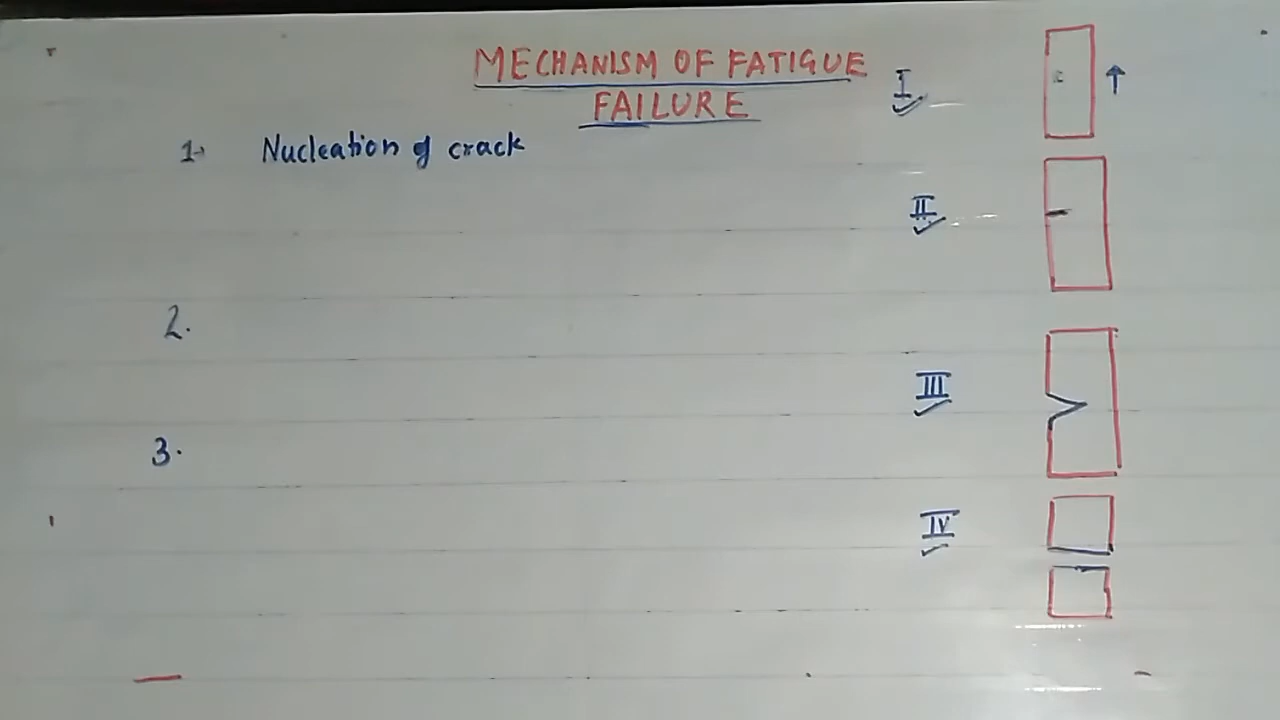 MECHANISM OF FATIGUE
FAILURE
1. Nucleation of crack
2.
3.
I
II
III
IV